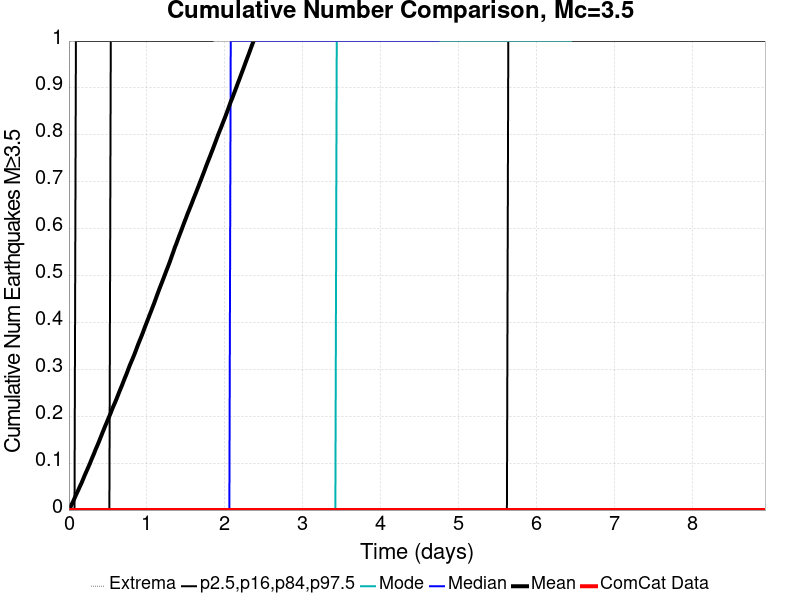 Cumulative Number Comparison, Mc=3.5
Cumulative Num Earthquakes M≥3.5
1
0.9
0.8
0.7
0.6
0.5
0.4
0.3
0.2
0.1
0
0 1 2 3 4 5 6 7 8
Time (days)
Extrema p2.5,p16,p84,p97.5 Mode Median Mean ComCat Data